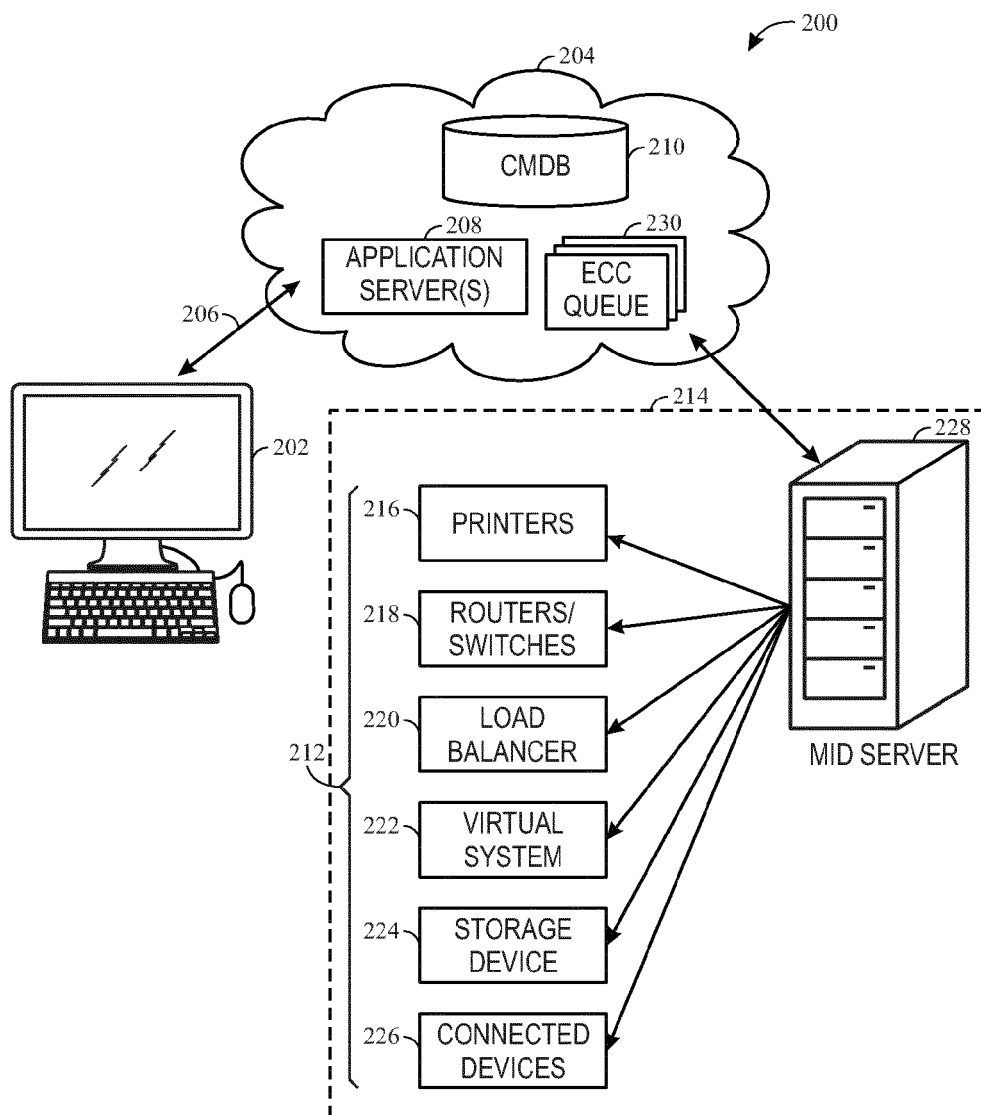 200
204
CMDB
210
208
230
APPLICATION
SERVER(S)
ECC
QUEUE
206
214
202
228
216
PRINTERS
218
ROUTERS/
SWITCHES
220
LOAD
BALANCER
MID SERVER
212
222
VIRTUAL
SYSTEM
224
STORAGE
DEVICE
226
CONNECTED
DEVICES